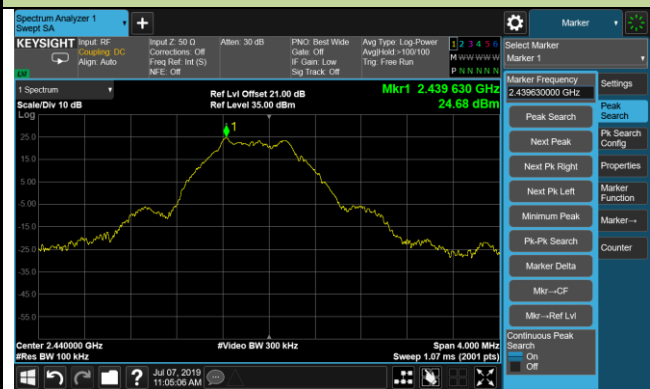 Spectrum Analyzer 1
Swept SA
+
Marker
KEYSIGHT
Input: RF
Coupling: DC
Align: Auto
Input Z: 50 Ω
Corrections: Off
Freq Ref: Int (S)
NFE: Off
Atten: 30 dB
PNO: Best Wide
Gate: Off
IF Gain: Low
Sig Track: Off
Avg Type: Log-Power
Avg|Hold:>100/100
Trig: Free Run
1 2 3 4 5 6
M W W W W W
P N N N N N
Select Marker
Marker 1
1 Spectrum
Scale/Div 10 dB
Log
Ref Lvl Offset 21.00 dB
Ref Level 35.00 dBm
Mkr1 2.439 630 GHz
24.68 dBm
1
25.0
15.0
5.00
-5.00
-15.0
-25.0
-35.0
-45.0
-55.0
Center 2.440000 GHz
#Res BW 100 kHz
#Video BW 300 kHz
Span 4.000 MHz
Sweep 1.07 ms (2001 pts)
Marker Frequency
2.439630000 GHz
Peak Search
Next Peak
Next Pk Right
Next Pk Left
Minimum Peak
Pk-Pk Search
Marker Delta
Mkr→CF
Mkr→Ref Lvl
Continuous Peak
Search
On
Off
Settings
Peak
Search
Pk Search
Config
Properties
Marker
Function
Marker→
Counter
?
Jul 07, 2019
11:05:06 AM